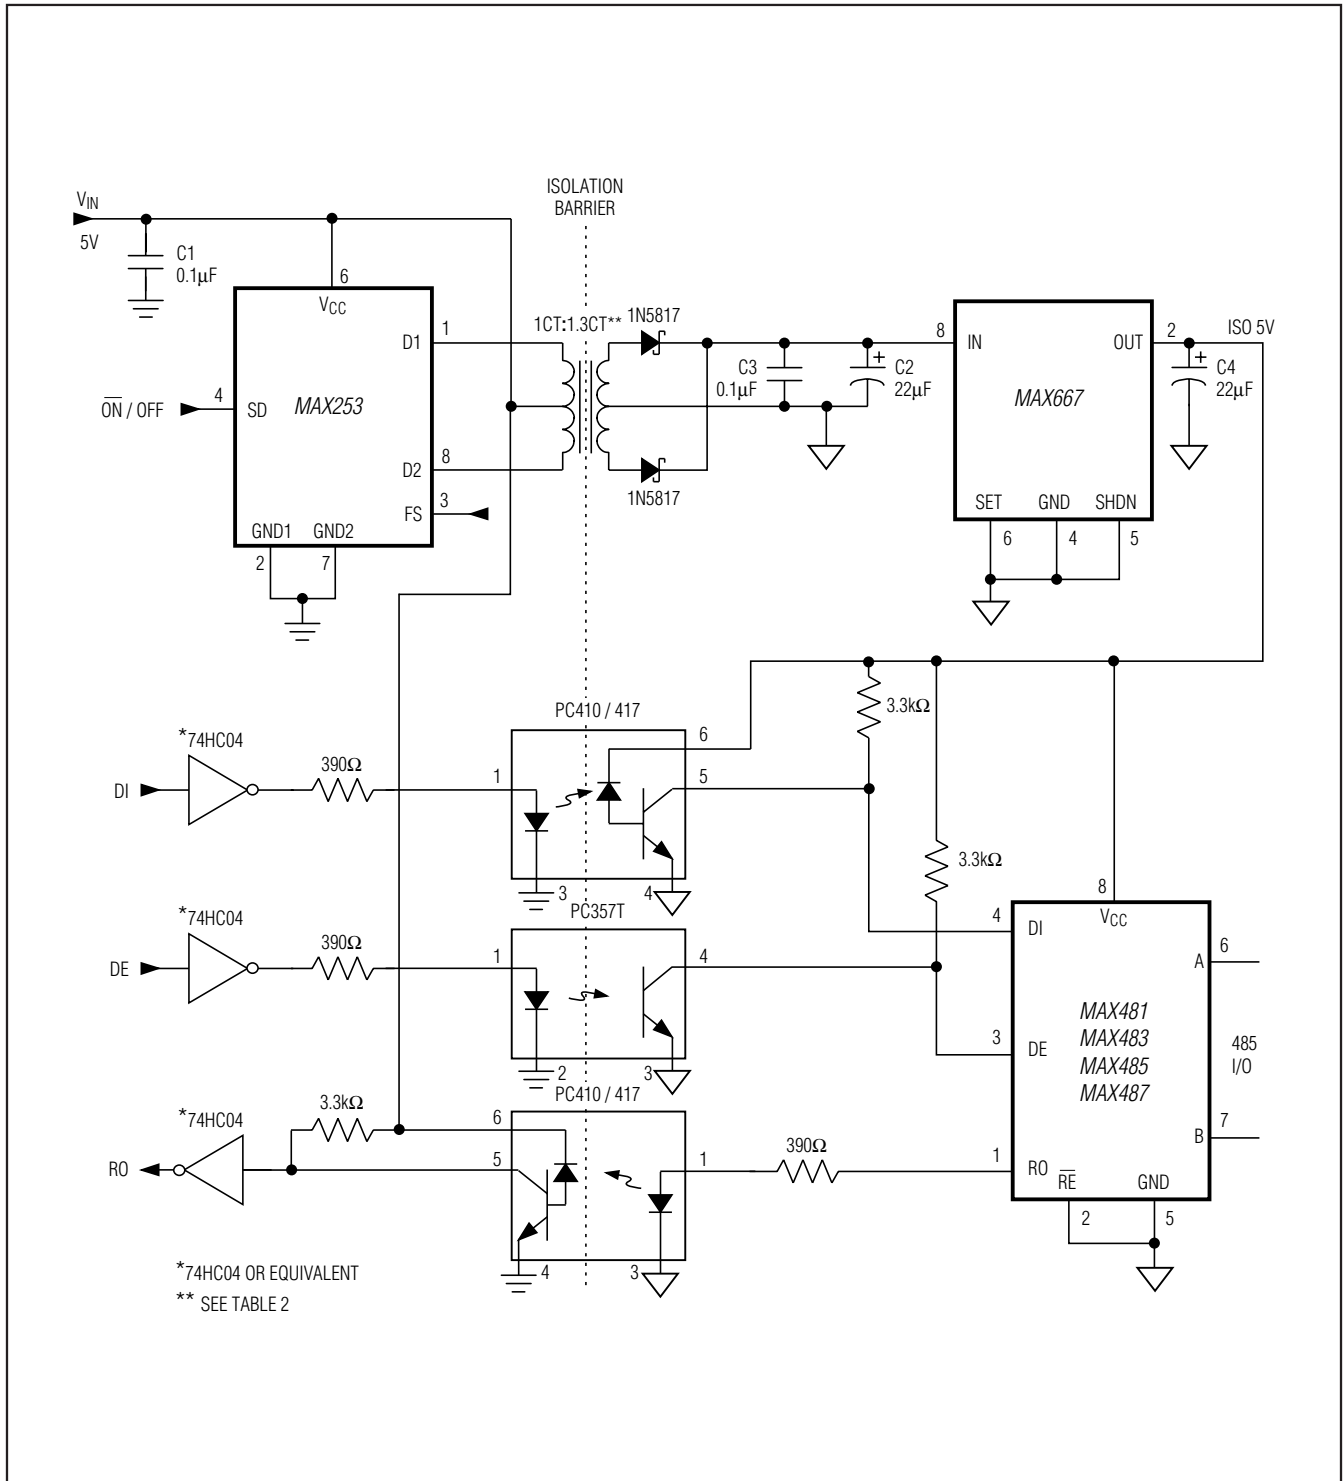 ISOLATION
BARRIER
VIN
5V
C1
0.1µF
6
VCC
D1
1
1CT:1.3CT**
1N5817
8
IN
OUT
2
ISO 5V
C3
0.1µF
+
C2
22µF
+
C4
22µF
ON / OFF
4
SD
MAX253
MAX667
D2
8
1N5817
FS
3
GND1
GND2
2
7
SET
GND
SHDN
6
4
5
PC410 / 417
3.3kΩ
*74HC04
390Ω
DI
1
6
5
3
4
3.3kΩ
PC357T
*74HC04
390Ω
DE
1
4
2
3
8
VCC
4
DI
6
A
MAX481
MAX483
MAX485
MAX487
3
DE
485
I/O
7
B
PC410 / 417
*74HC04
3.3kΩ
6
RO
5
1
390Ω
1
RO
RE
GND
2
5
4
3
*74HC04 OR EQUIVALENT
** SEE TABLE 2